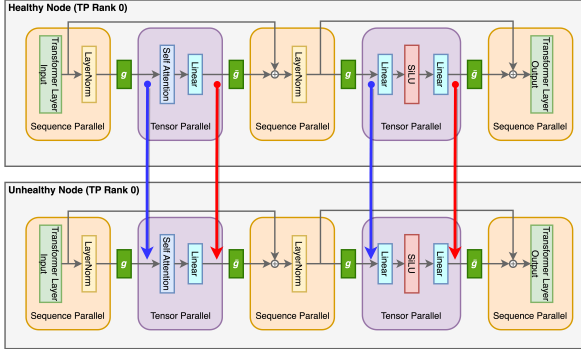 Healthy Node (TP Rank 0)
Transformer Layer
Input
LayerNorm
g
Self Attention
Linear
ḡ
LayerNorm
g
Linear
SiLU
Linear
ḡ
Transformer Layer
Output
Sequence Parallel
Tensor Parallel
Sequence Parallel
Tensor Parallel
Sequence Parallel
Unhealthy Node (TP Rank 0)
Transformer Layer
Input
LayerNorm
g
Self Attention
Linear
ḡ
LayerNorm
g
Linear
SiLU
Linear
ḡ
Transformer Layer
Output
Sequence Parallel
Tensor Parallel
Sequence Parallel
Tensor Parallel
Sequence Parallel